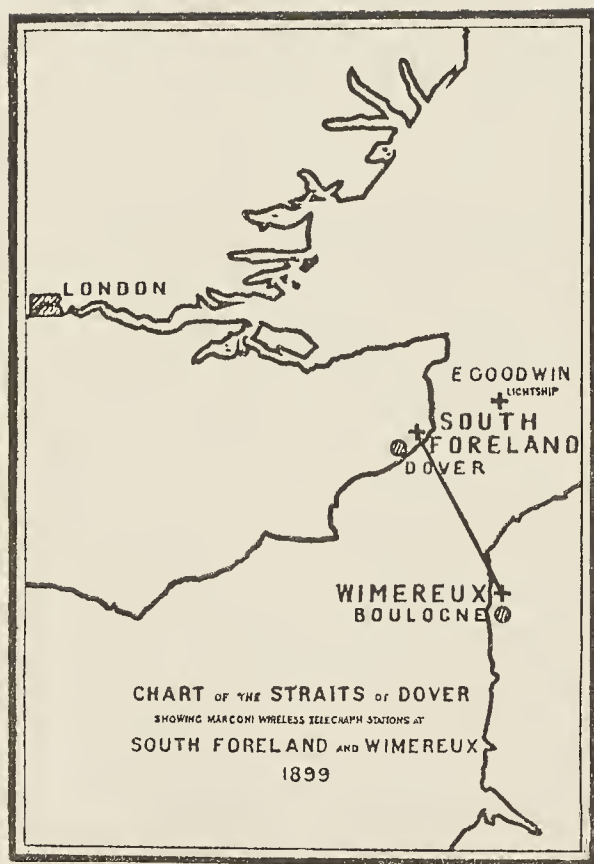 LONDON
E GOODWIN
LIGHTSHIP
SOUTH
FORELAND
DOVER
WIMEREUX
BOULOGNE
CHART OF THE STRAITS OF DOVER
SHOWING MARCONI WIRELESS TELEGRAPH STATIONS AT
SOUTH FORELAND AND WIMEREUX
1899